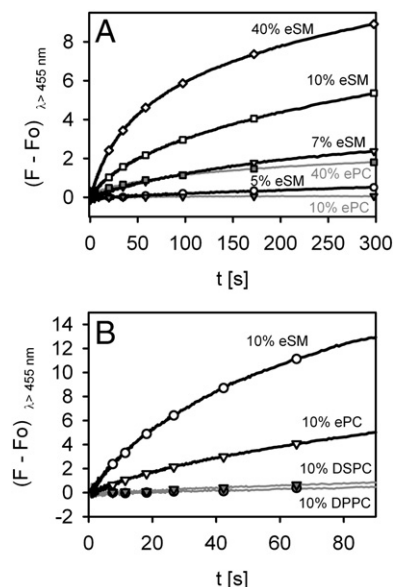 A
(F - Fo) λ> 455 nm
8
6
4
2
0
40% eSM
10% eSM
7% eSM
40% ePC
5% eSM
10% ePC
0 50 100 150 200 250 300
t [s]
B
(F - Fo) λ> 455 nm
14
12
10
8
6
4
2
0
-2
10% eSM
10% ePC
10% DSPC
10% DPPC
0 20 40 60 80
t [s]